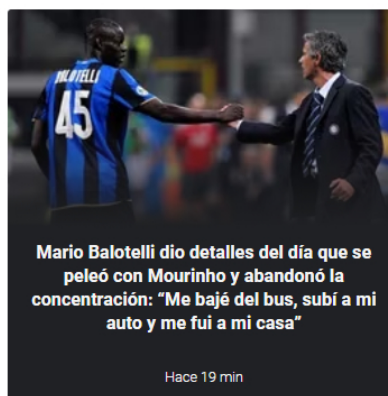 BALOTELLI
45
Mario Balotelli dio detalles del día que se
peleó con Mourinho y abandonó la
concentración: “Me bajé del bus, subí a mi
auto y me fui a mi casa”
Hace 19 min